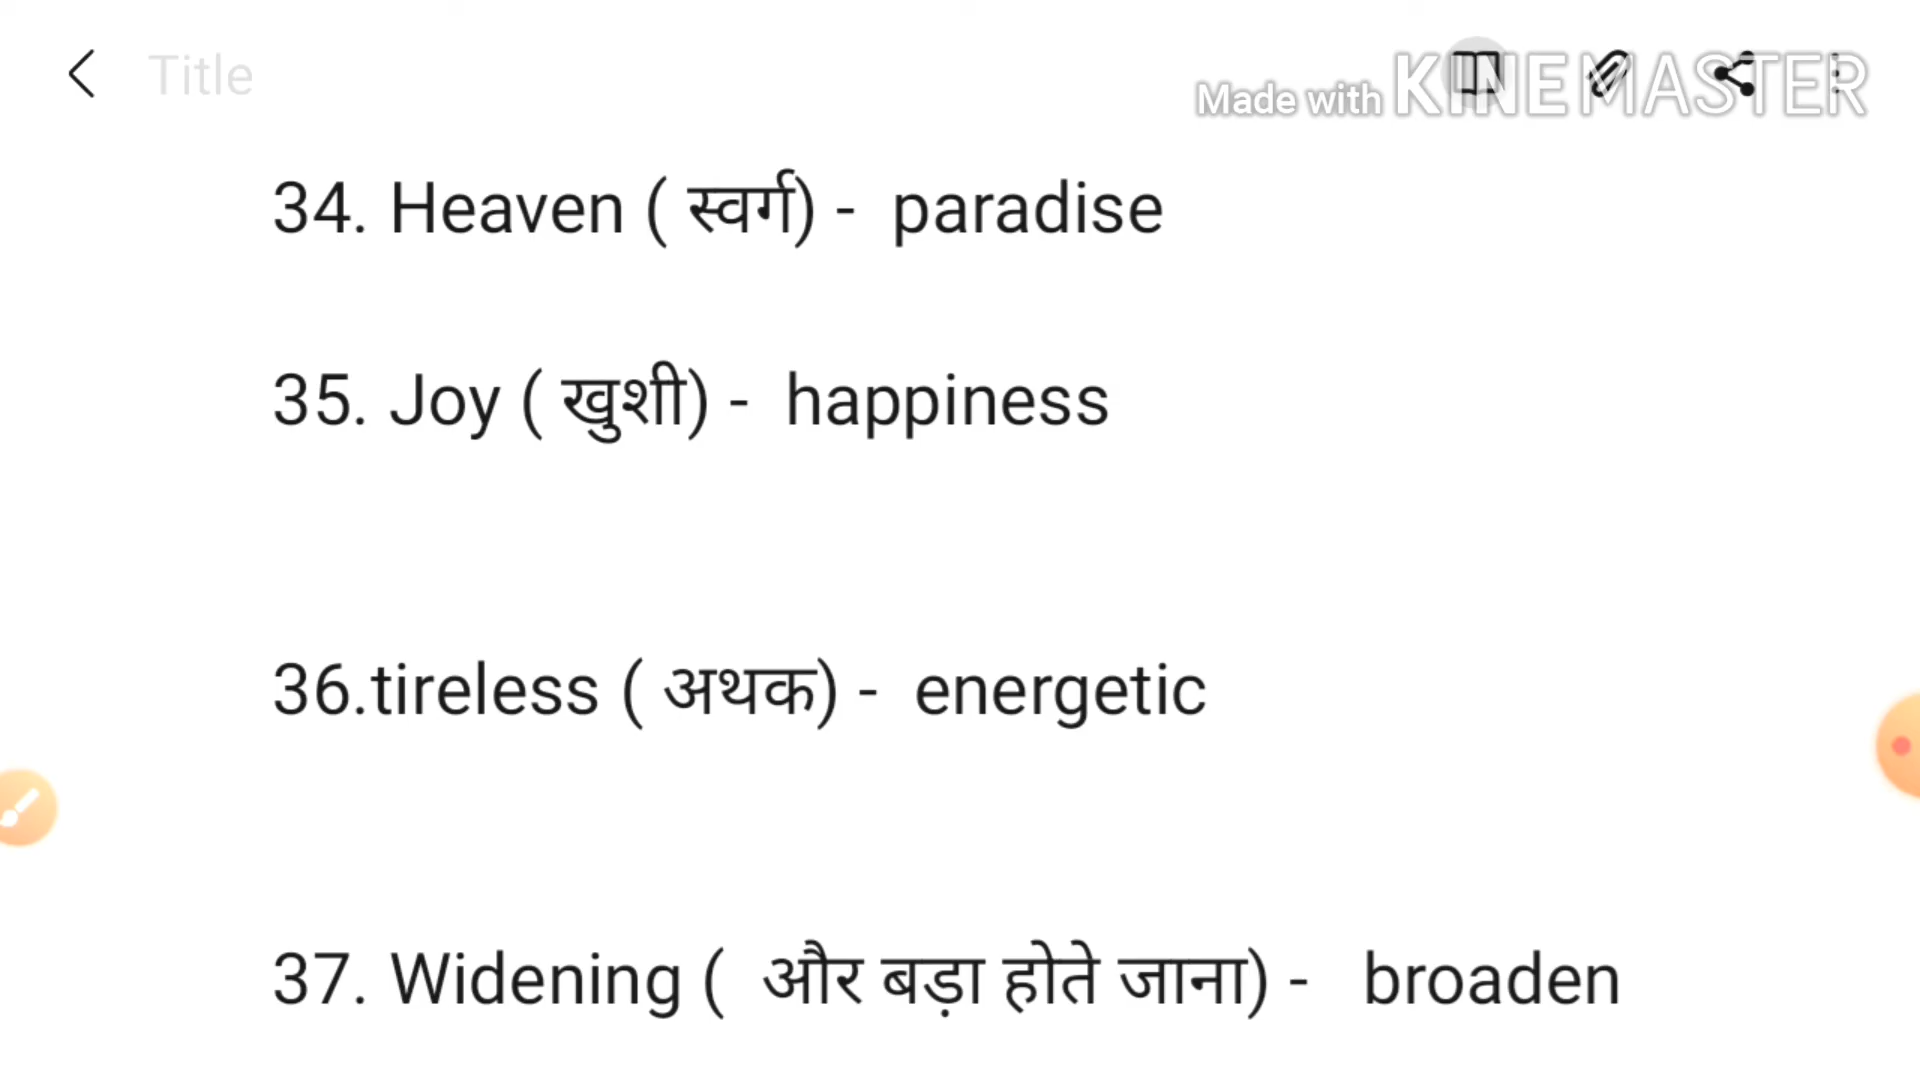 Title
Made with KINEMASTER
34. Heaven ( स्वर्ग) - paradise
35. Joy ( खुशी) - happiness
36.tireless ( अथक) - energetic
37. Widening ( और बड़ा होते जाना) - broaden